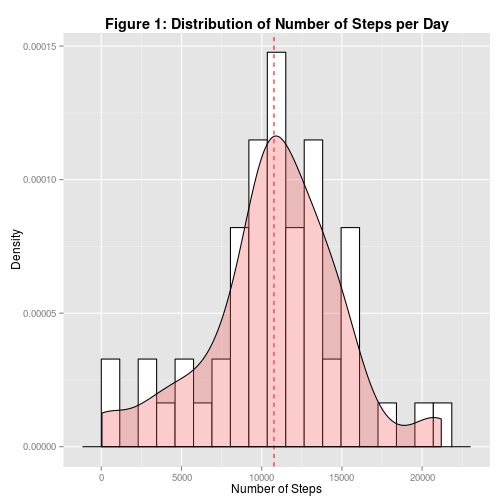 Figure 1: Distribution of Number of Steps per Day
Density
0.00015
0.00010
0.00005
0.00000
0 5000 10000 15000 20000
Number of Steps